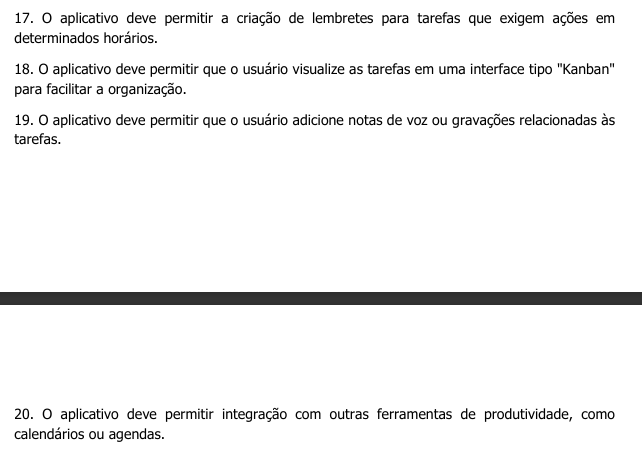 17. O aplicativo deve permitir a criação de lembretes para tarefas que exigem ações em
determinados horários.
18. O aplicativo deve permitir que o usuário visualize as tarefas em uma interface tipo "Kanban"
para facilitar a organização.
19. O aplicativo deve permitir que o usuário adicione notas de voz ou gravações relacionadas às
tarefas.
20. O aplicativo deve permitir integração com outras ferramentas de produtividade, como
calendários ou agendas.